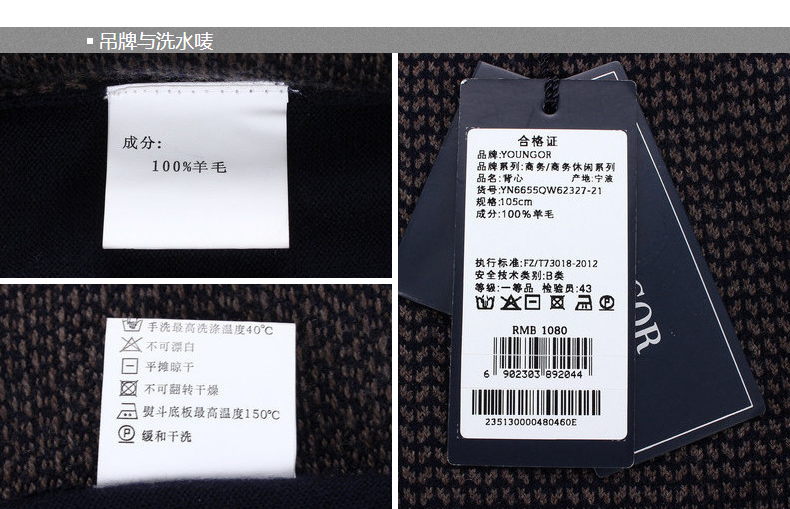 吊牌与洗水唛
成分:
100%羊毛
手洗最高洗涤温度40℃
不可漂白
平摊晾干
不可翻转干燥
熨斗底板最高温度150℃
缓和干洗
合格证
品牌:YOUNGOR
品牌系列:商务/商务休闲系列
品名:背心 产地:宁波
货号:YN6655QW62327-21
规格:105cm
成分:100%羊毛
执行标准:FZ/T73018-2012
安全技术类别:B类
等级:一等品 检验员:43
RMB 1080
6 902303 892044
235130000480460E
GOR